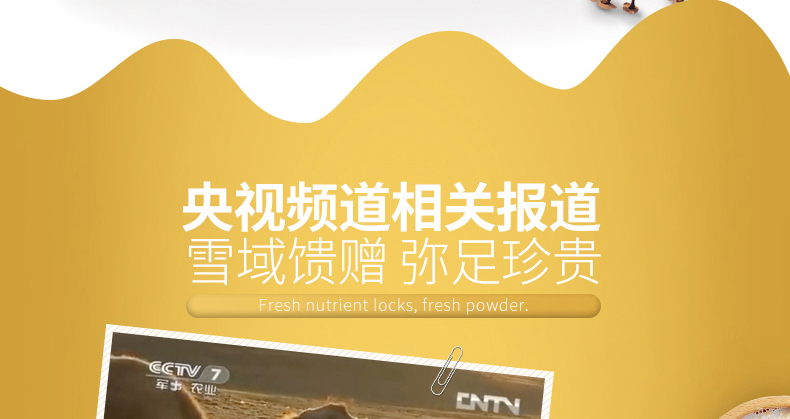 央视频道相关报道
雪域馈赠 弥足珍贵
Fresh nutrient locks, fresh powder.
CCTV 7
军事 农业
CNTV